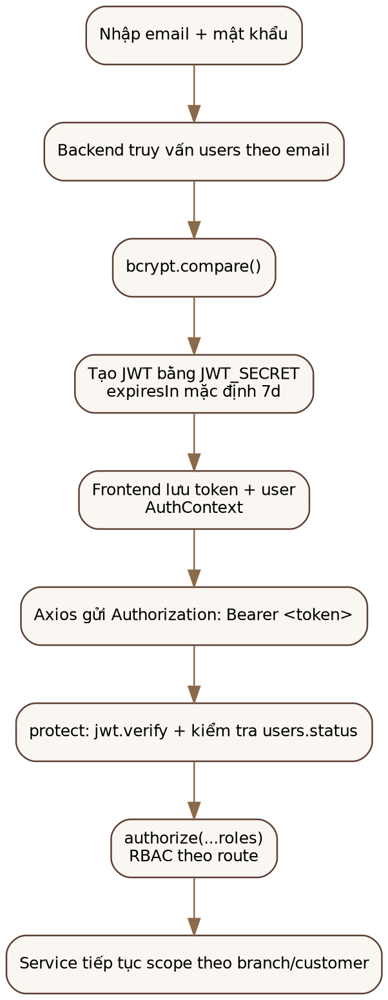 Nhập email + mật khẩu
Backend truy vấn users theo email
bcrypt.compare()
Tạo JWT bằng JWT_SECRET
expiresIn mặc định 7d
Frontend lưu token + user
AuthContext
Axios gửi Authorization: Bearer <token>
protect: jwt.verify + kiểm tra users.status
authorize(...roles)
RBAC theo route
Service tiếp tục scope theo branch/customer